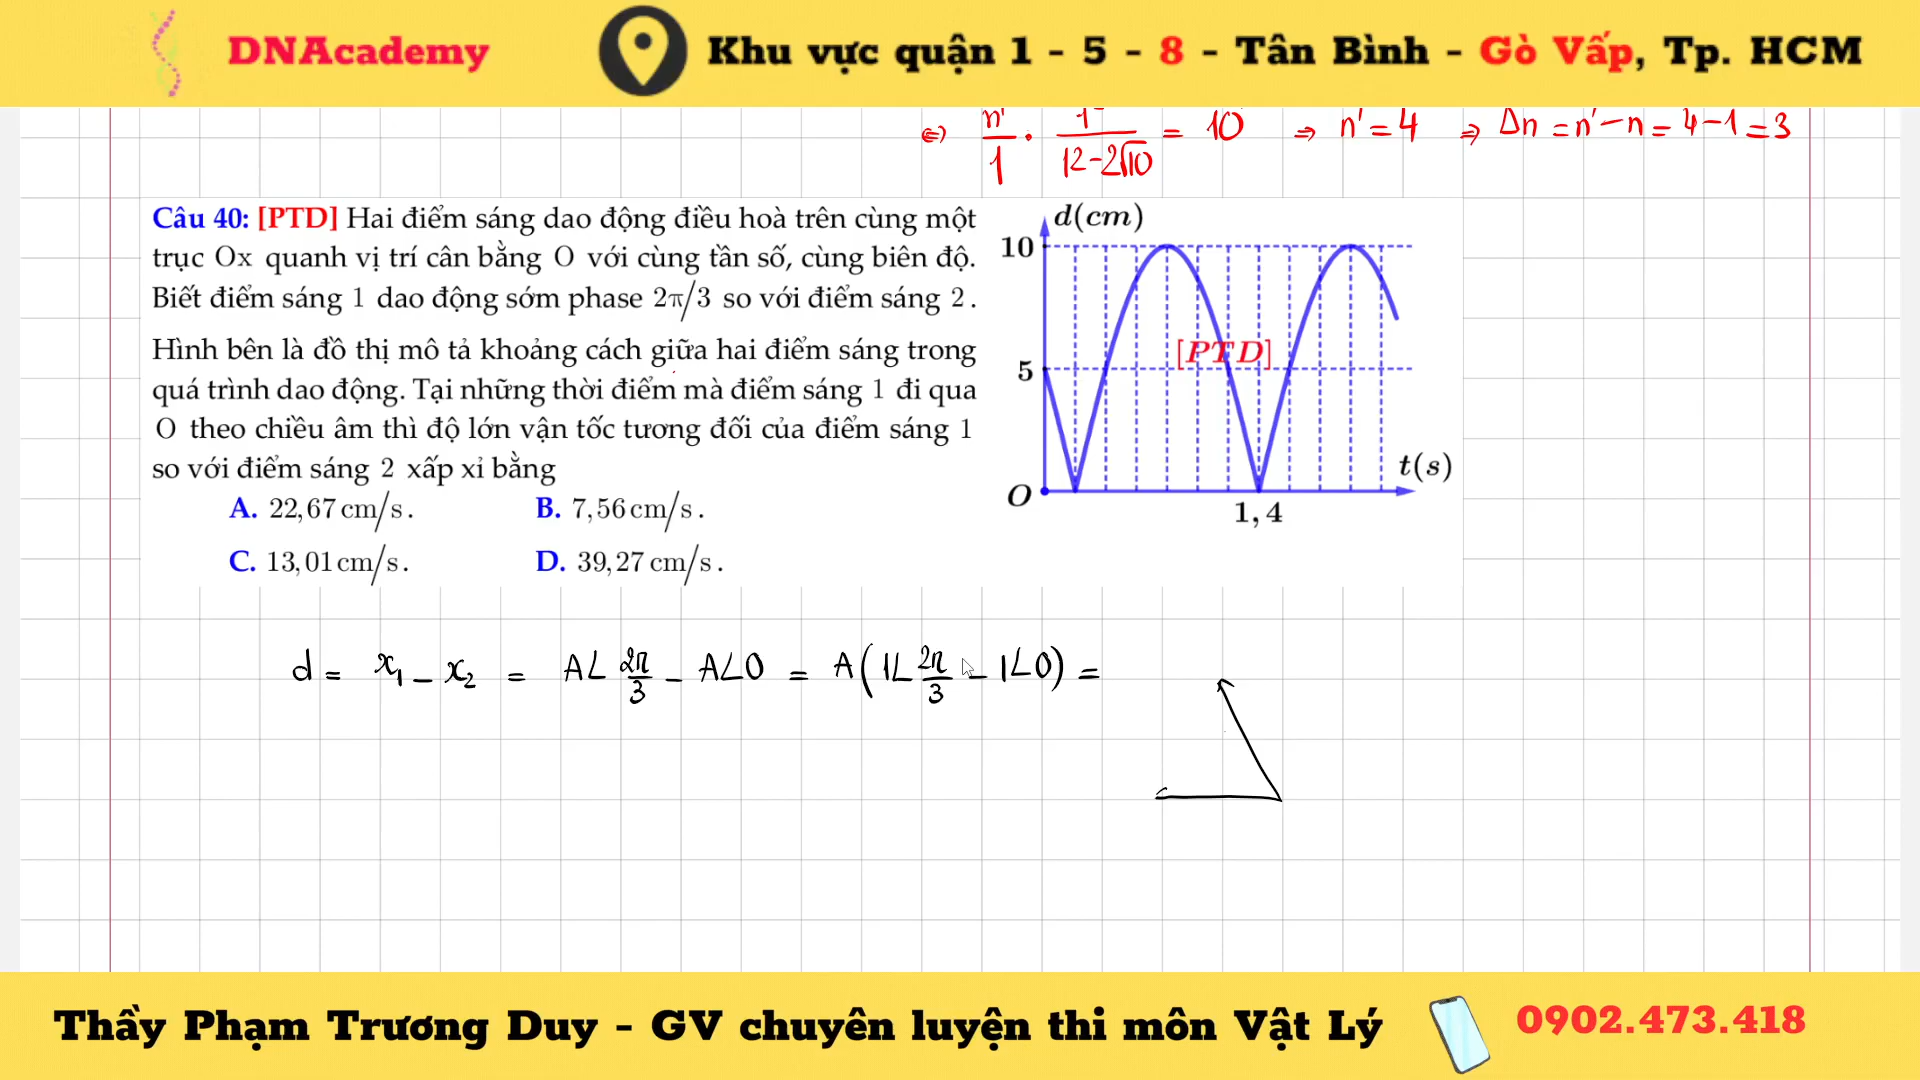 DNAcademy
Khu vực quận 1 - 5 - 8 - Tân Bình - Gò Vấp, Tp. HCM
⇔ n'/1 · 1/(12-2√10) = 10 ⇒ n' = 4 ⇒ Δn = n' - n = 4 - 1 = 3
Câu 40: [PTD] Hai điểm sáng dao động điều hoà trên cùng một
trục Ox quanh vị trí cân bằng O với cùng tần số, cùng biên độ.
Biết điểm sáng 1 dao động sớm phase 2π/3 so với điểm sáng 2.
Hình bên là đồ thị mô tả khoảng cách giữa hai điểm sáng trong
quá trình dao động. Tại những thời điểm mà điểm sáng 1 đi qua
O theo chiều âm thì độ lớn vận tốc tương đối của điểm sáng 1
so với điểm sáng 2 xấp xỉ bằng
A. 22,67 cm/s. B. 7,56 cm/s.
C. 13,01 cm/s. D. 39,27 cm/s.
d(cm)
10
[PTD]
5
t(s)
O
1,4
d = x₁ - x₂ = A∠2π/3 - A∠0 = A(1∠2π/3 - 1∠0) =
Thầy Phạm Trương Duy - GV chuyên luyện thi môn Vật Lý
0902.473.418